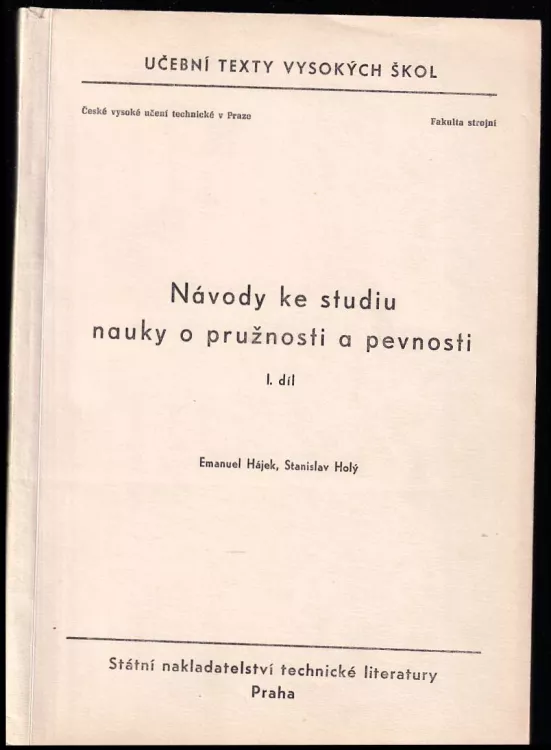 UČEBNÍ TEXTY VYSOKÝCH ŠKOL
České vysoké učení technické v Praze
Fakulta strojní
Návody ke studiu
nauky o pružnosti a pevnosti
I. díl
Emanuel Hájek, Stanislav Holý
Státní nakladatelství technické literatury
Praha